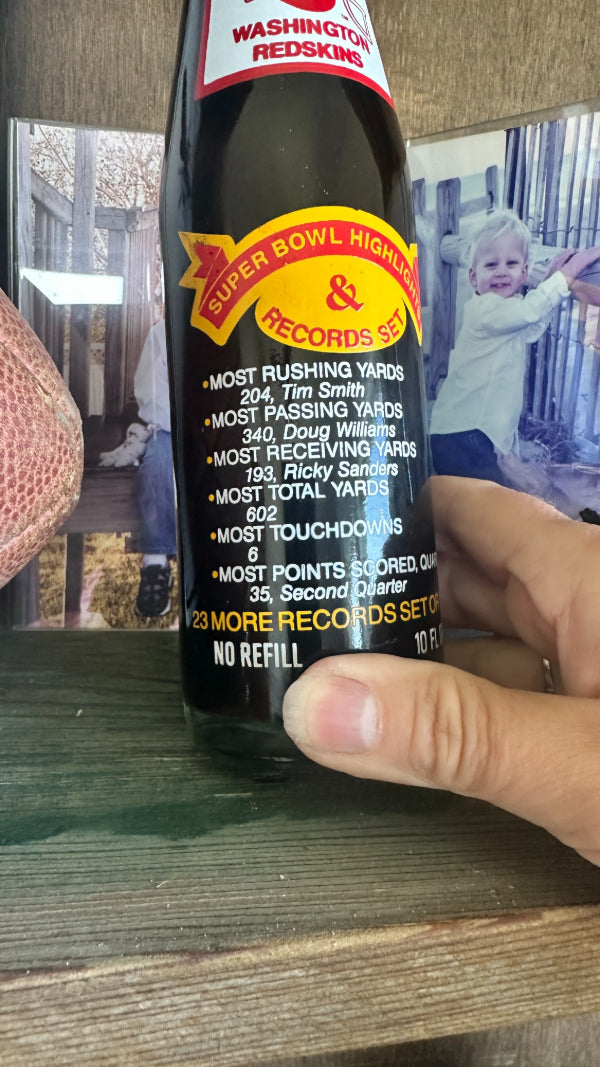 WASHINGTON
REDSKINS
SUPER BOWL HIGHLIGHTS
&
RECORDS SET
•MOST RUSHING YARDS
204, Tim Smith
•MOST PASSING YARDS
340, Doug Williams
•MOST RECEIVING YARDS
193, Ricky Sanders
•MOST TOTAL YARDS
602
•MOST TOUCHDOWNS
6
•MOST POINTS SCORED,
35, Second Quarter
23 MORE RECORDS SET
NO REFILL
10 FL